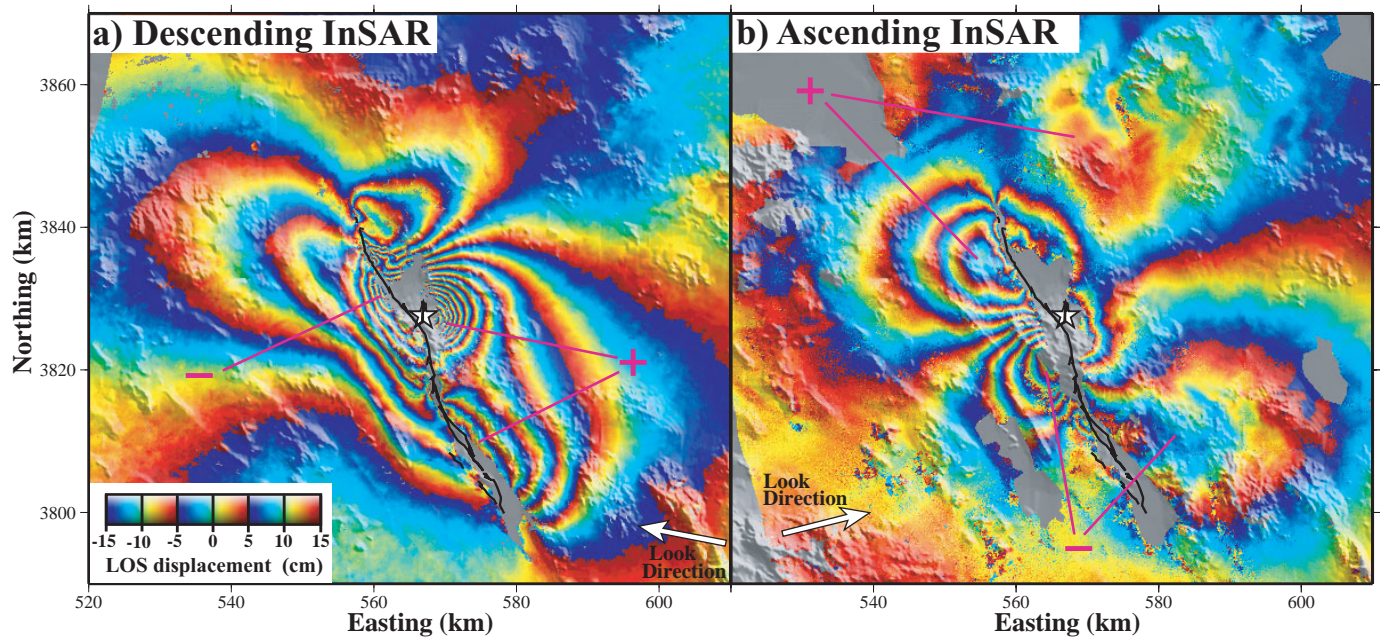 a) Descending InSAR
b) Ascending InSAR
3860
3840
3820
3800
Northing (km)
+
−
+
−
Look
Direction
Look
Direction
-15 -10 -5 0 5 10 15
LOS displacement (cm)
520 540 560 580 600
540 560 580 600
Easting (km)
Easting (km)